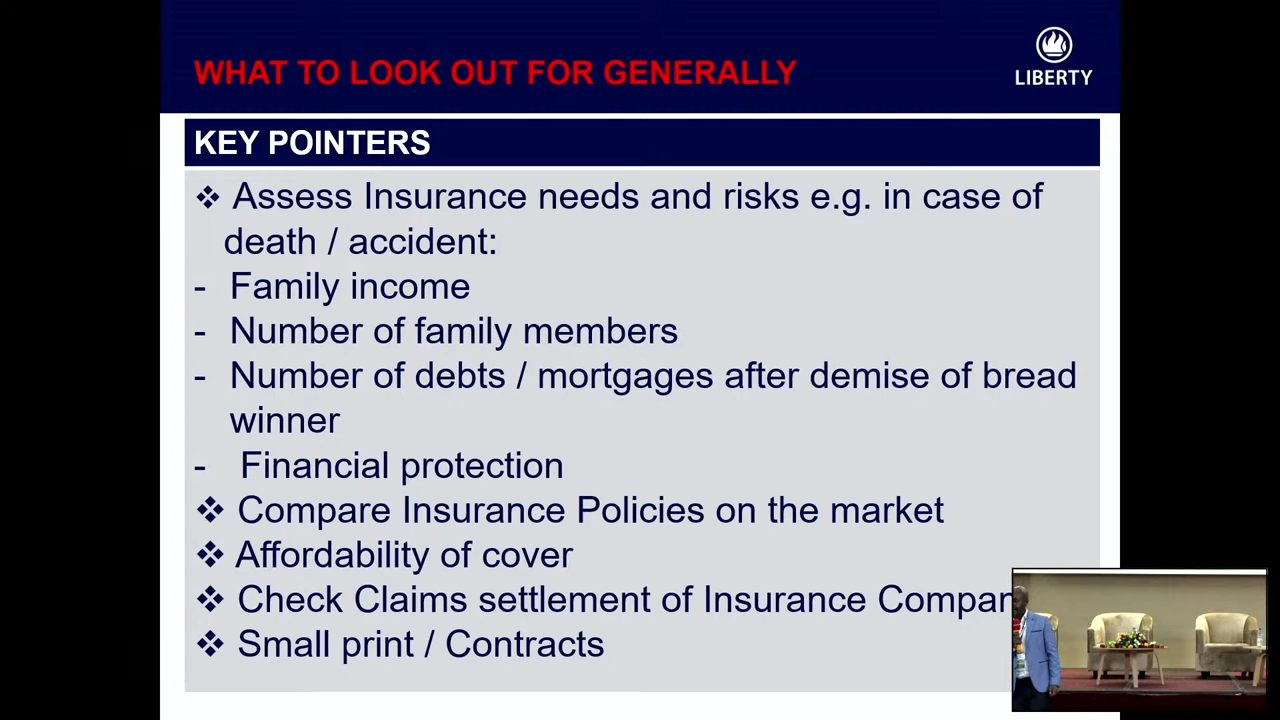 WHAT TO LOOK OUT FOR GENERALLY
LIBERTY
KEY POINTERS
❖ Assess Insurance needs and risks e.g. in case of
death / accident:
- Family income
- Number of family members
- Number of debts / mortgages after demise of bread
winner
- Financial protection
❖ Compare Insurance Policies on the market
❖ Affordability of cover
❖ Check Claims settlement of Insurance
❖ Small print / Contracts